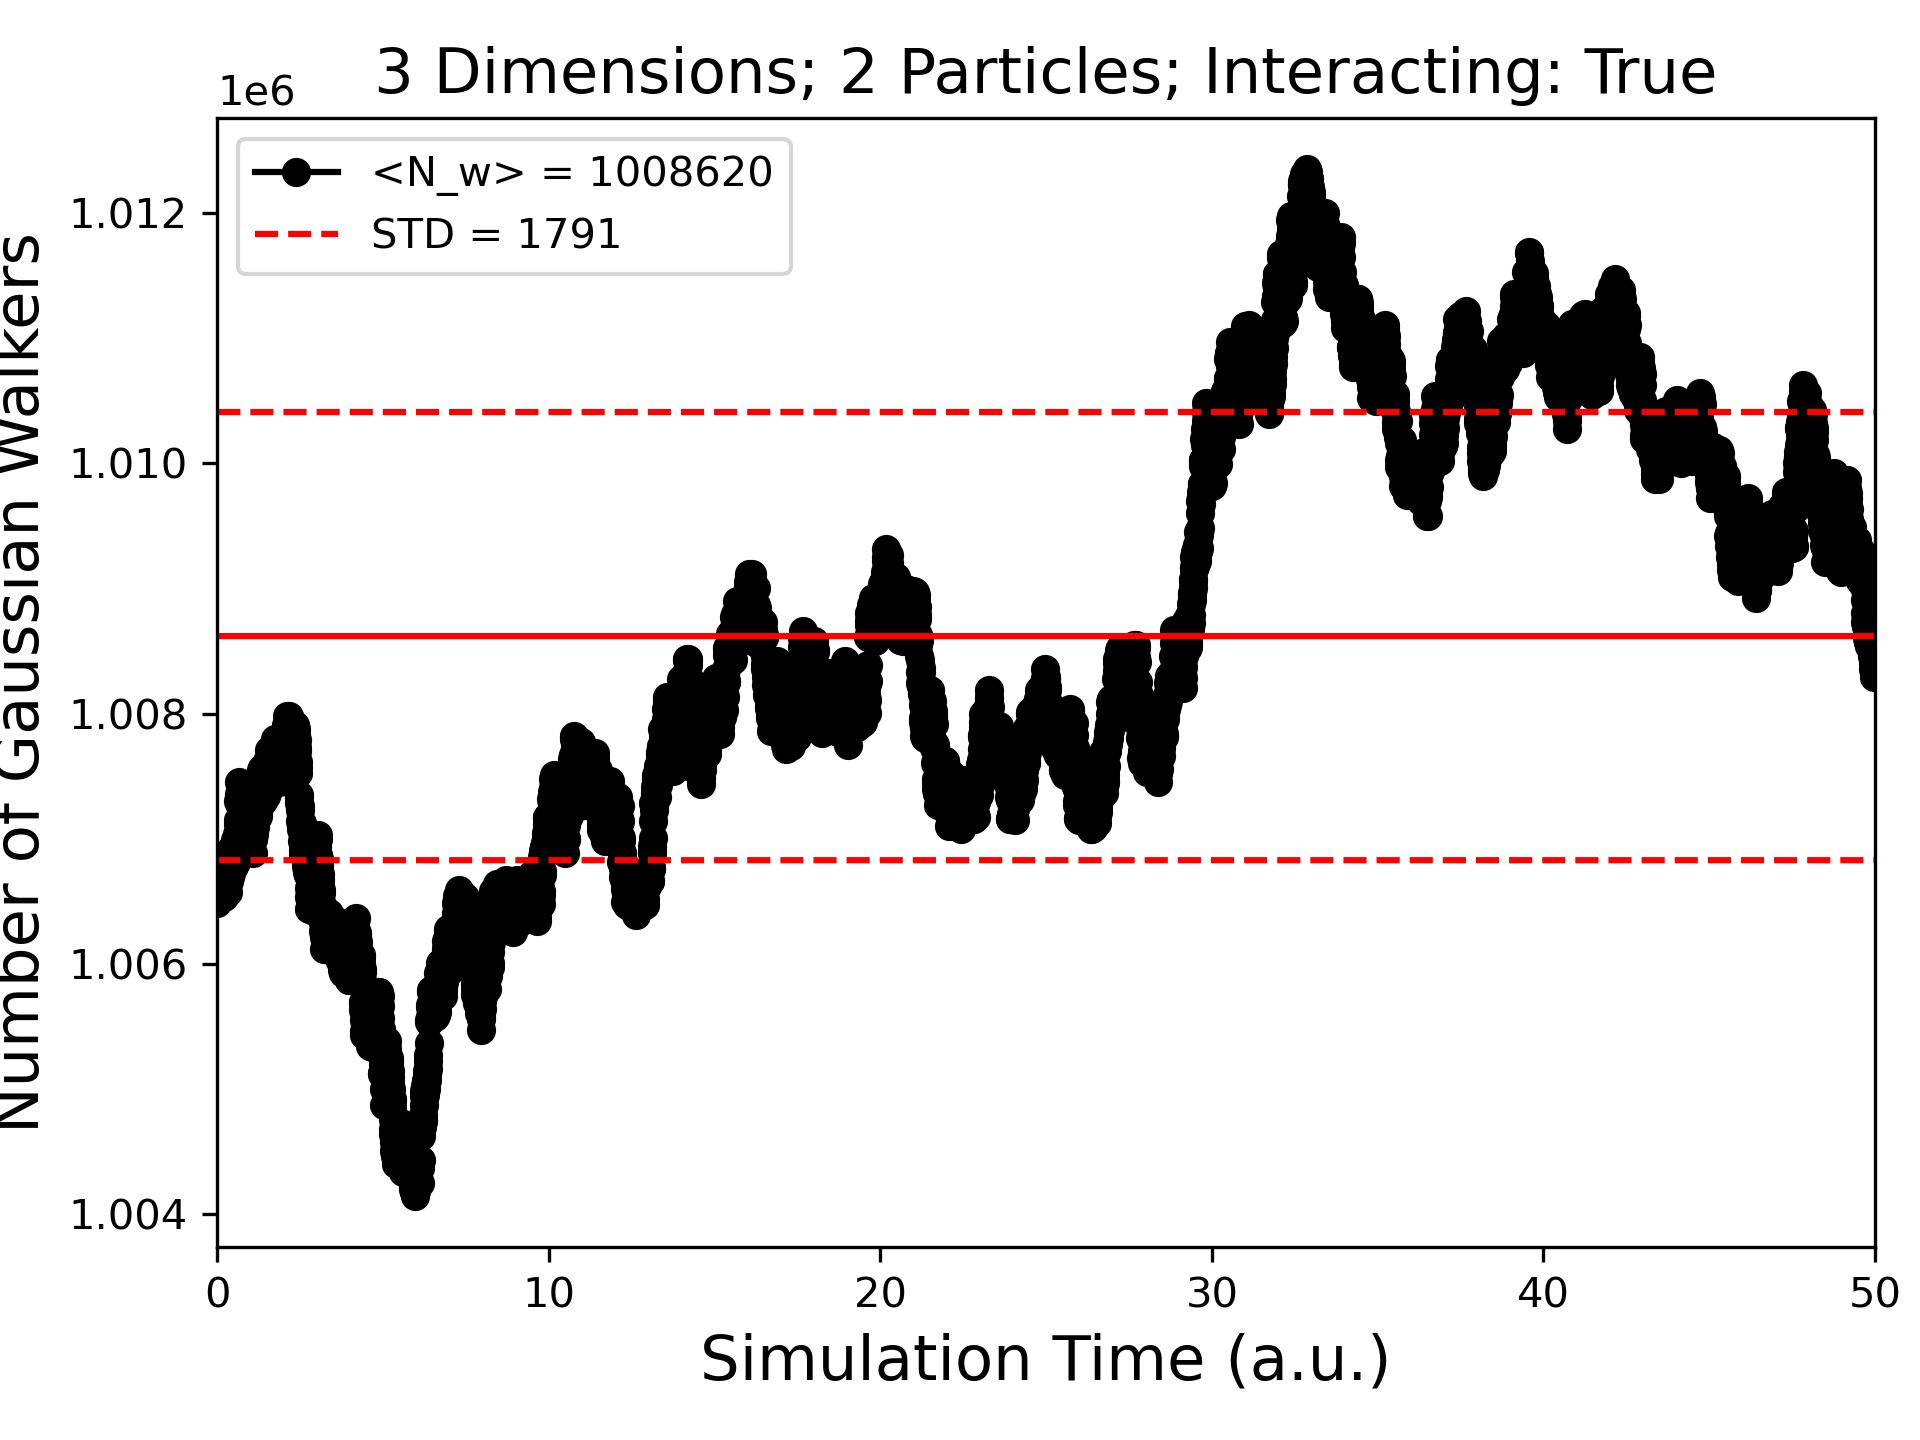 3 Dimensions; 2 Particles; Interacting: True
1e6
<N_w> = 1008620
STD = 1791
1.012
1.010
1.008
1.006
1.004
Number of Gaussian Walkers
0 10 20 30 40 50
Simulation Time (a.u.)